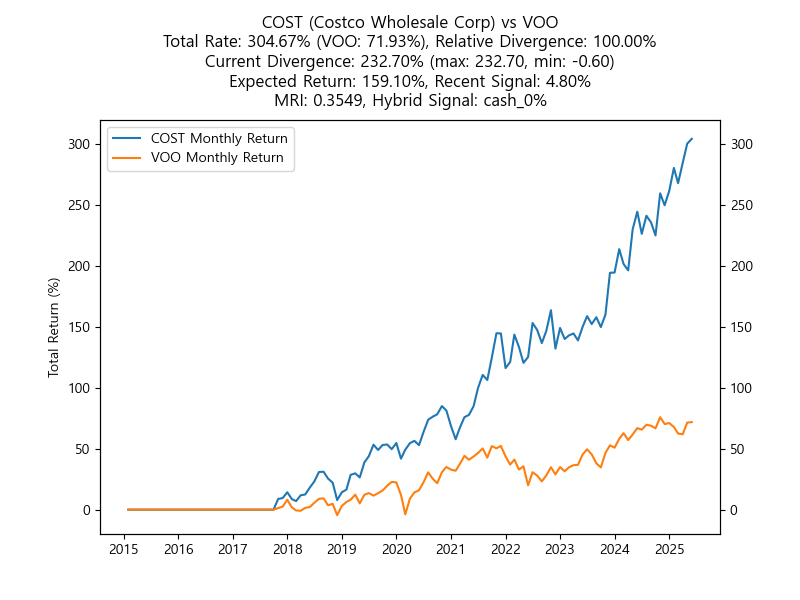 COST (Costco Wholesale Corp) vs VOO
Total Rate: 304.67% (VOO: 71.93%), Relative Divergence: 100.00%
Current Divergence: 232.70% (max: 232.70, min: -0.60)
Expected Return: 159.10%, Recent Signal: 4.80%
MRI: 0.3549, Hybrid Signal: cash_0%
COST Monthly Return
VOO Monthly Return
Total Return (%)
300
250
200
150
100
50
0
300
250
200
150
100
50
0
2015 2016 2017 2018 2019 2020 2021 2022 2023 2024 2025